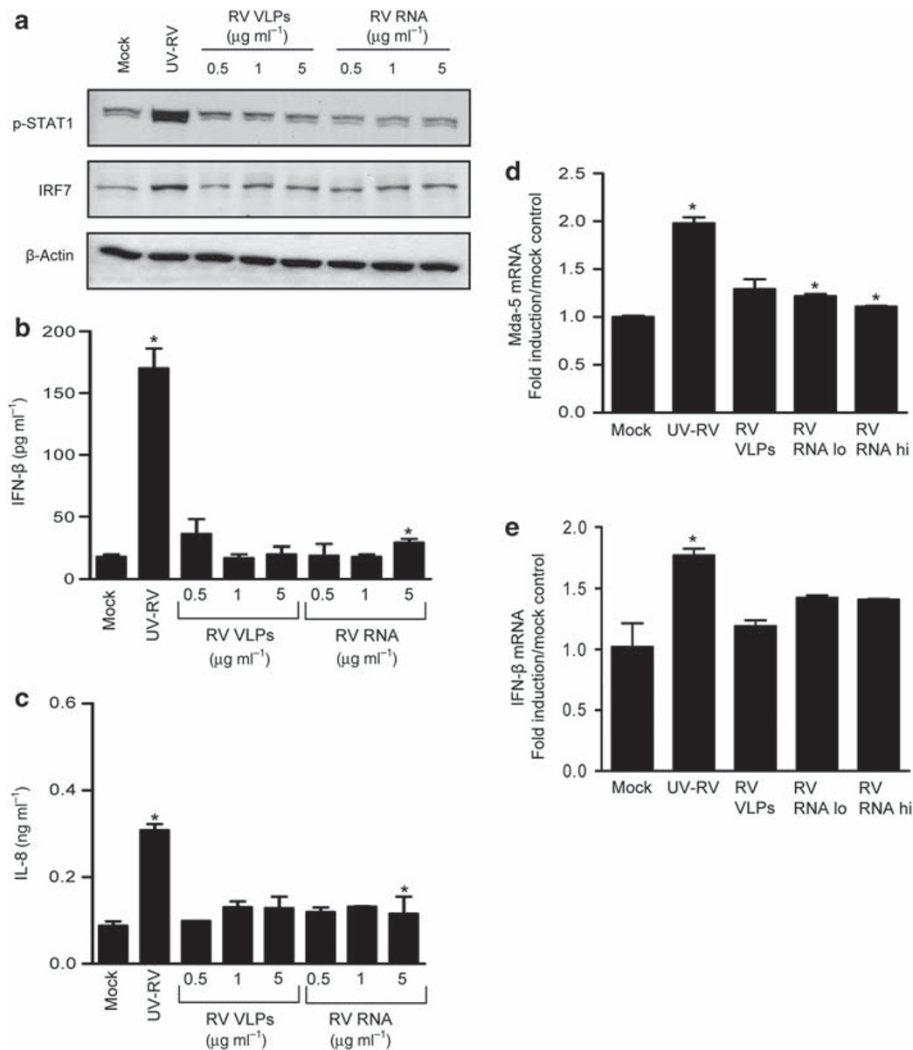 a
Mock
UV-RV
RV VLPs
(μg ml⁻¹)
RV RNA
(μg ml⁻¹)
0.5 1 5 0.5 1 5
p-STAT1
IRF7
β-Actin
b
IFN-β (pg ml⁻¹)
200
150
100
50
0
*
*
Mock
UV-RV
0.5 1 5 0.5 1 5
RV VLPs
(μg ml⁻¹)
RV RNA
(μg ml⁻¹)
c
IL-8 (ng ml⁻¹)
0.6
0.4
0.2
0.0
*
*
Mock
UV-RV
0.5 1 5 0.5 1 5
RV VLPs
(μg ml⁻¹)
RV RNA
(μg ml⁻¹)
d
Mda-5 mRNA
Fold induction/mock control
2.5
2.0
1.5
1.0
0.5
0.0
*
*
*
Mock UV-RV RV RV RV
VLPs RNA lo RNA hi
e
IFN-β mRNA
Fold induction/mock control
2.0
1.5
1.0
0.5
0.0
*
Mock UV-RV RV RV RV
VLPs RNA lo RNA hi